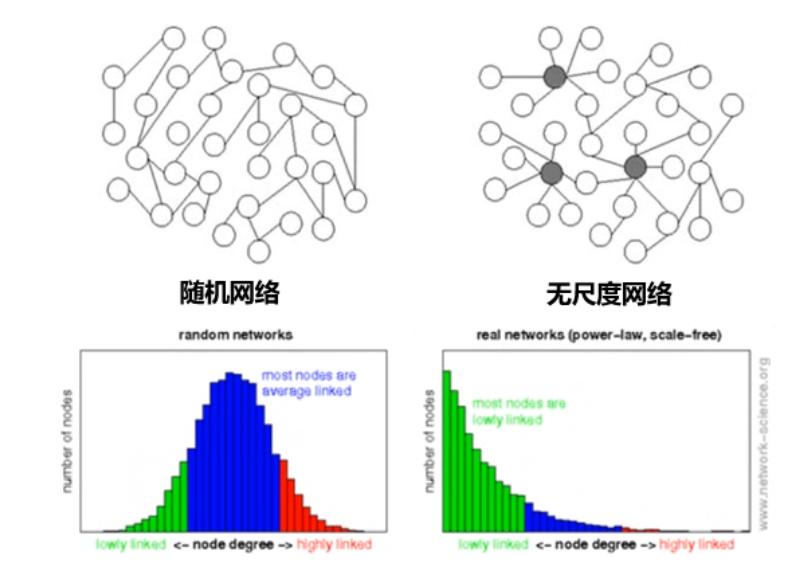 随机网络
无尺度网络
random networks
most nodes are
average linked
number of nodes
lowly linked <- node degree -> highly linked
real networks (power-law, scale-free)
most nodes are
lowly linked
number of nodes
lowly linked <- node degree -> highly linked
www.network-science.org